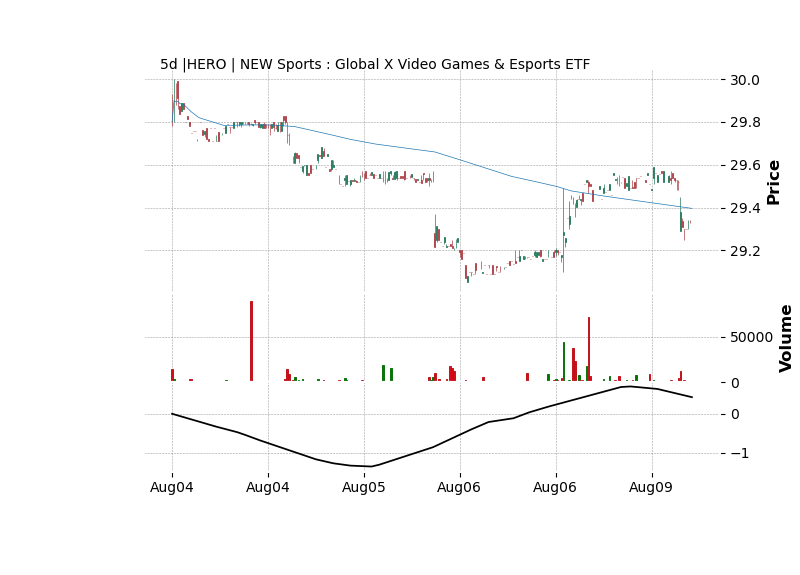 5d |HERO | NEW Sports : Global X Video Games & Esports ETF
30.0
29.8
29.6
29.4
29.2
Price
50000
0
Volume
0
−1
Aug04 Aug04 Aug05 Aug06 Aug06 Aug09